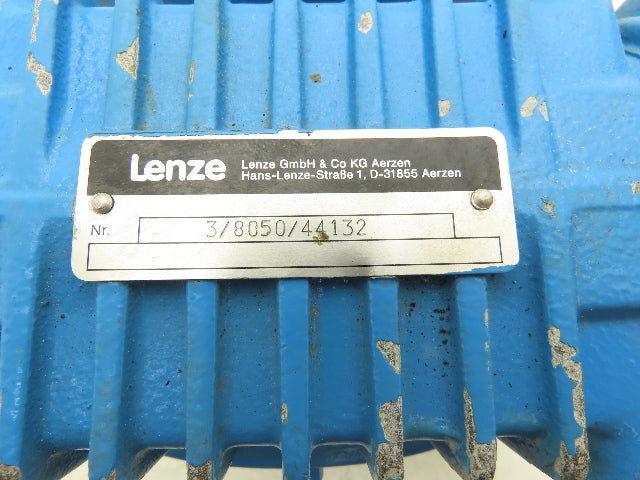 Lenze
Lenze GmbH & Co KG Aerzen
Hans-Lenze-Straße 1, D-31855 Aerzen
Nr. 3/8050/44132